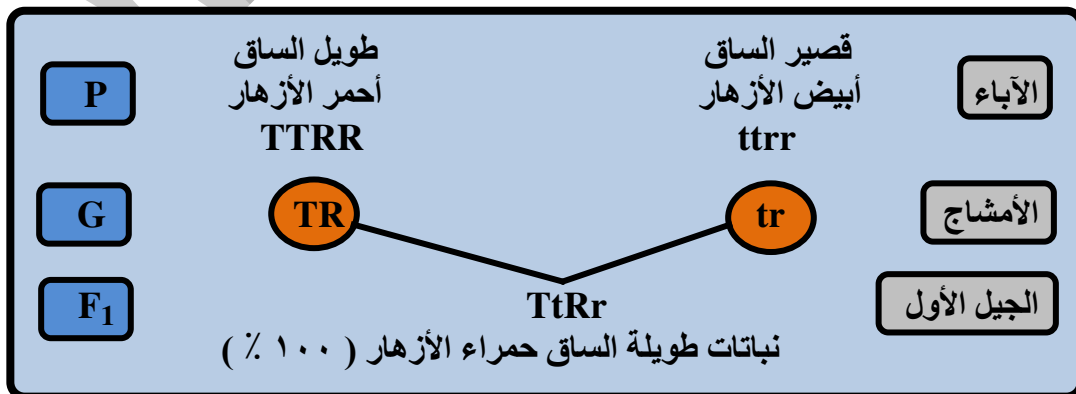 الآباء
قصير الساق
أبيض الأزهار
ttrr
طويل الساق
أحمر الأزهار
TTRR
P
الأمشاج
tr
TR
G
الجيل الأول
TtRr
نباتات طويلة الساق حمراء الأزهار ( ١٠٠ ٪ )
F1